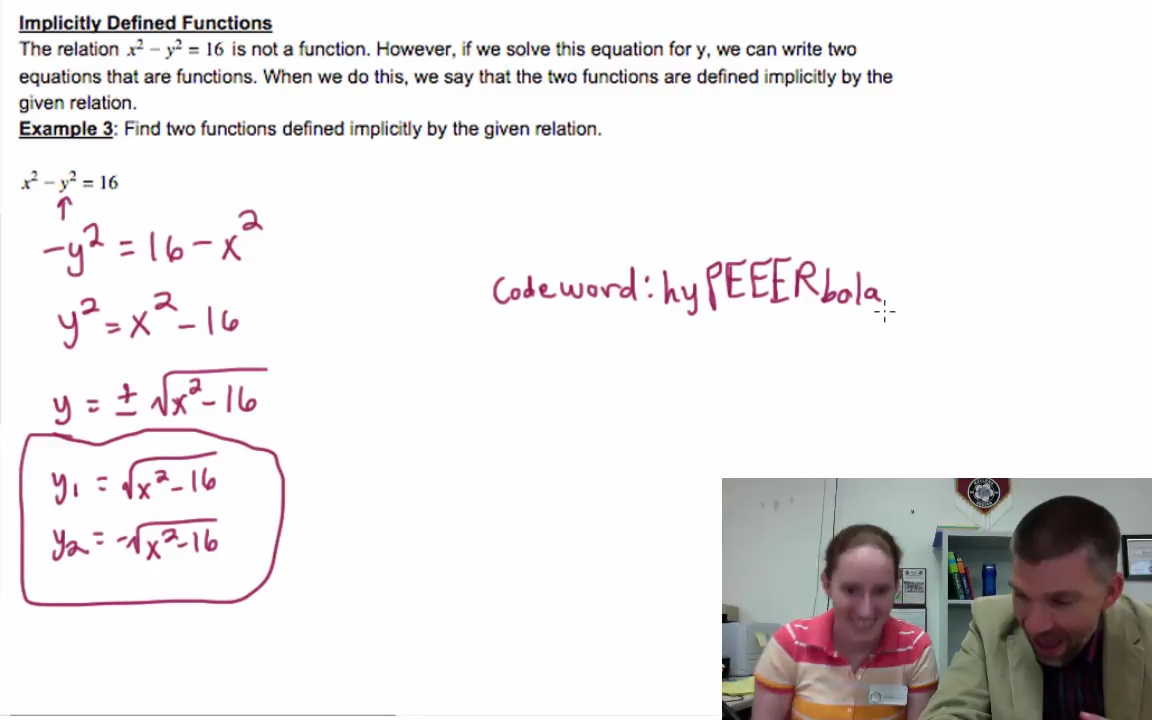 Implicitly Defined Functions
The relation x² − y² = 16 is not a function. However, if we solve this equation for y, we can write two
equations that are functions. When we do this, we say that the two functions are defined implicitly by the
given relation.
Example 3: Find two functions defined implicitly by the given relation.
x² − y² = 16
−y² = 16 − x²
y² = x² − 16
Codeword: hyPEEERbola
y = ± √(x² − 16)
y₁ = √(x² − 16)
y₂ = −√(x² − 16)